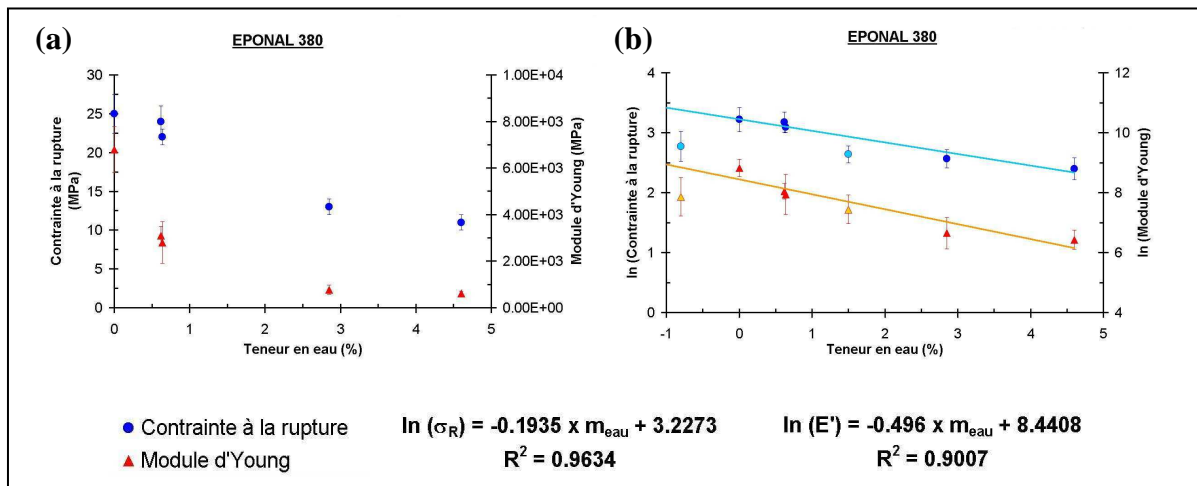 (a)
EPONAL 380
Contrainte à la rupture
(MPa)
30
25
20
15
10
5
0
1.00E+04
8.00E+03
6.00E+03
4.00E+03
2.00E+03
0.00E+00
Module d'Young (MPa)
0 1 2 3 4 5
Teneur en eau (%)
(b)
EPONAL 380
ln (Contrainte à la rupture)
4
3
2
1
0
12
10
8
6
4
ln (Module d'Young)
-1 0 1 2 3 4 5
Teneur en eau (%)
Contrainte à la rupture
Module d'Young
ln (σR) = -0.1935 x meau + 3.2273
R² = 0.9634
ln (E') = -0.496 x meau + 8.4408
R² = 0.9007